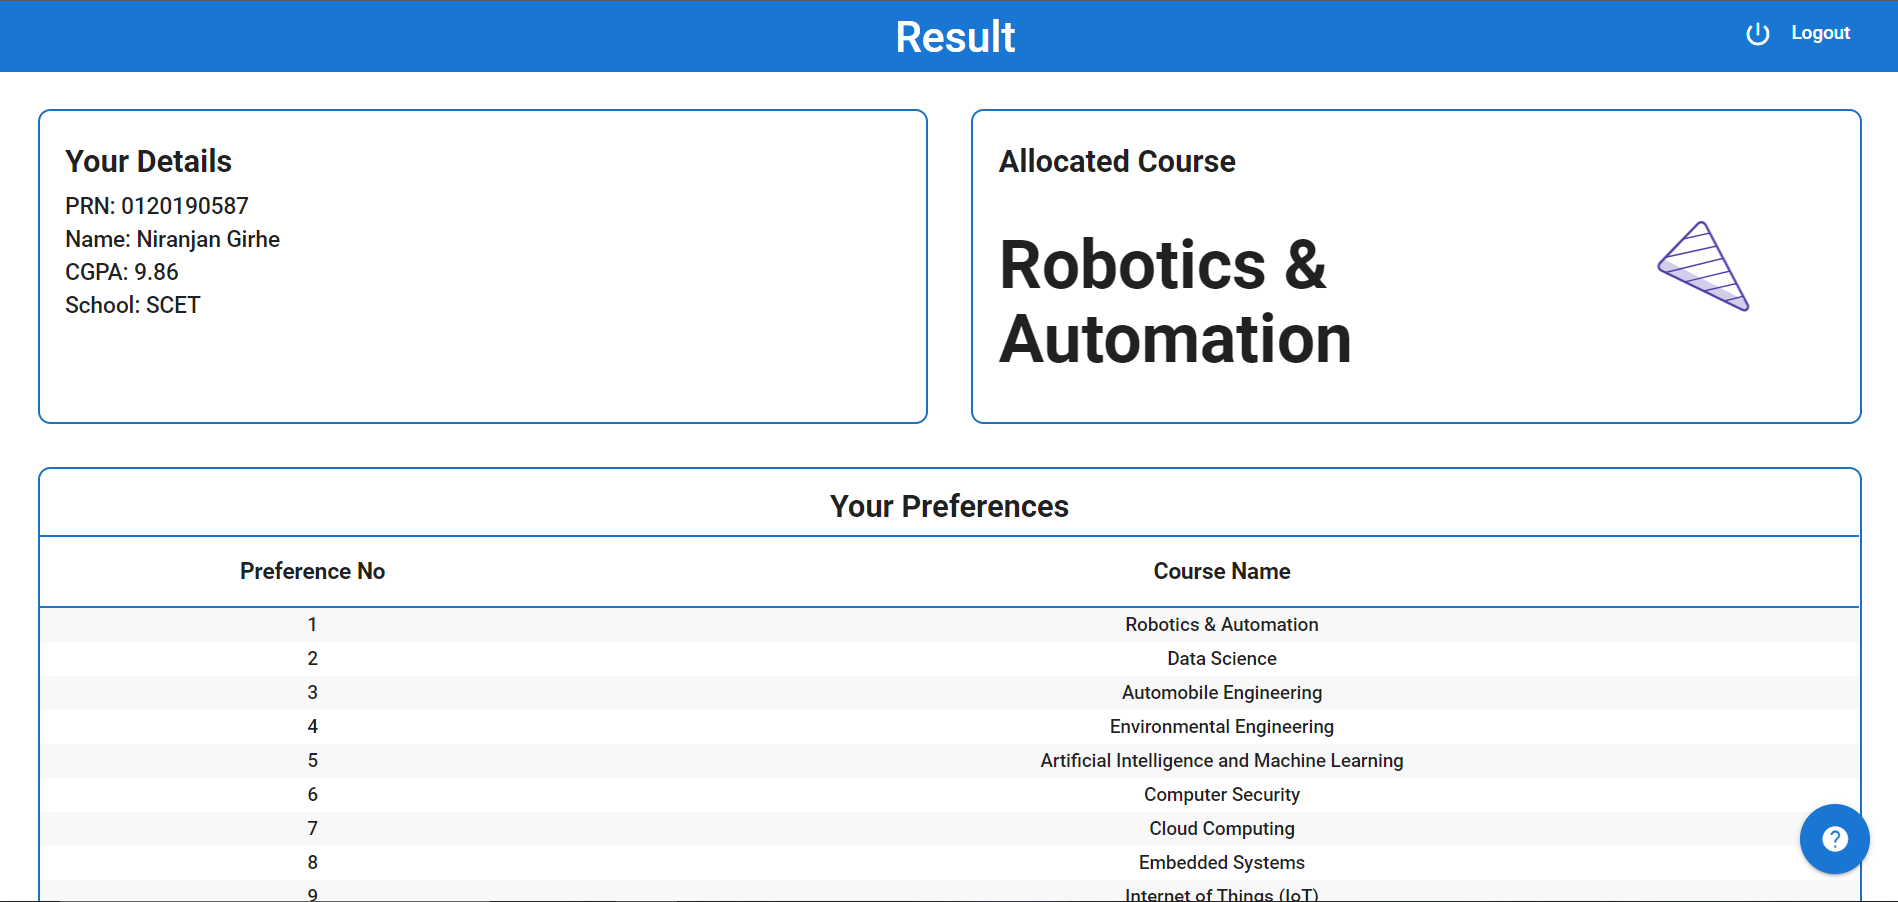 Result
Logout
Your Details
PRN: 0120190587
Name: Niranjan Girhe
CGPA: 9.86
School: SCET
Allocated Course
Robotics &
Automation
Your Preferences
Preference No Course Name
1 Robotics & Automation
2 Data Science
3 Automobile Engineering
4 Environmental Engineering
5 Artificial Intelligence and Machine Learning
6 Computer Security
7 Cloud Computing
8 Embedded Systems
9 Internet of Things (IoT)
?